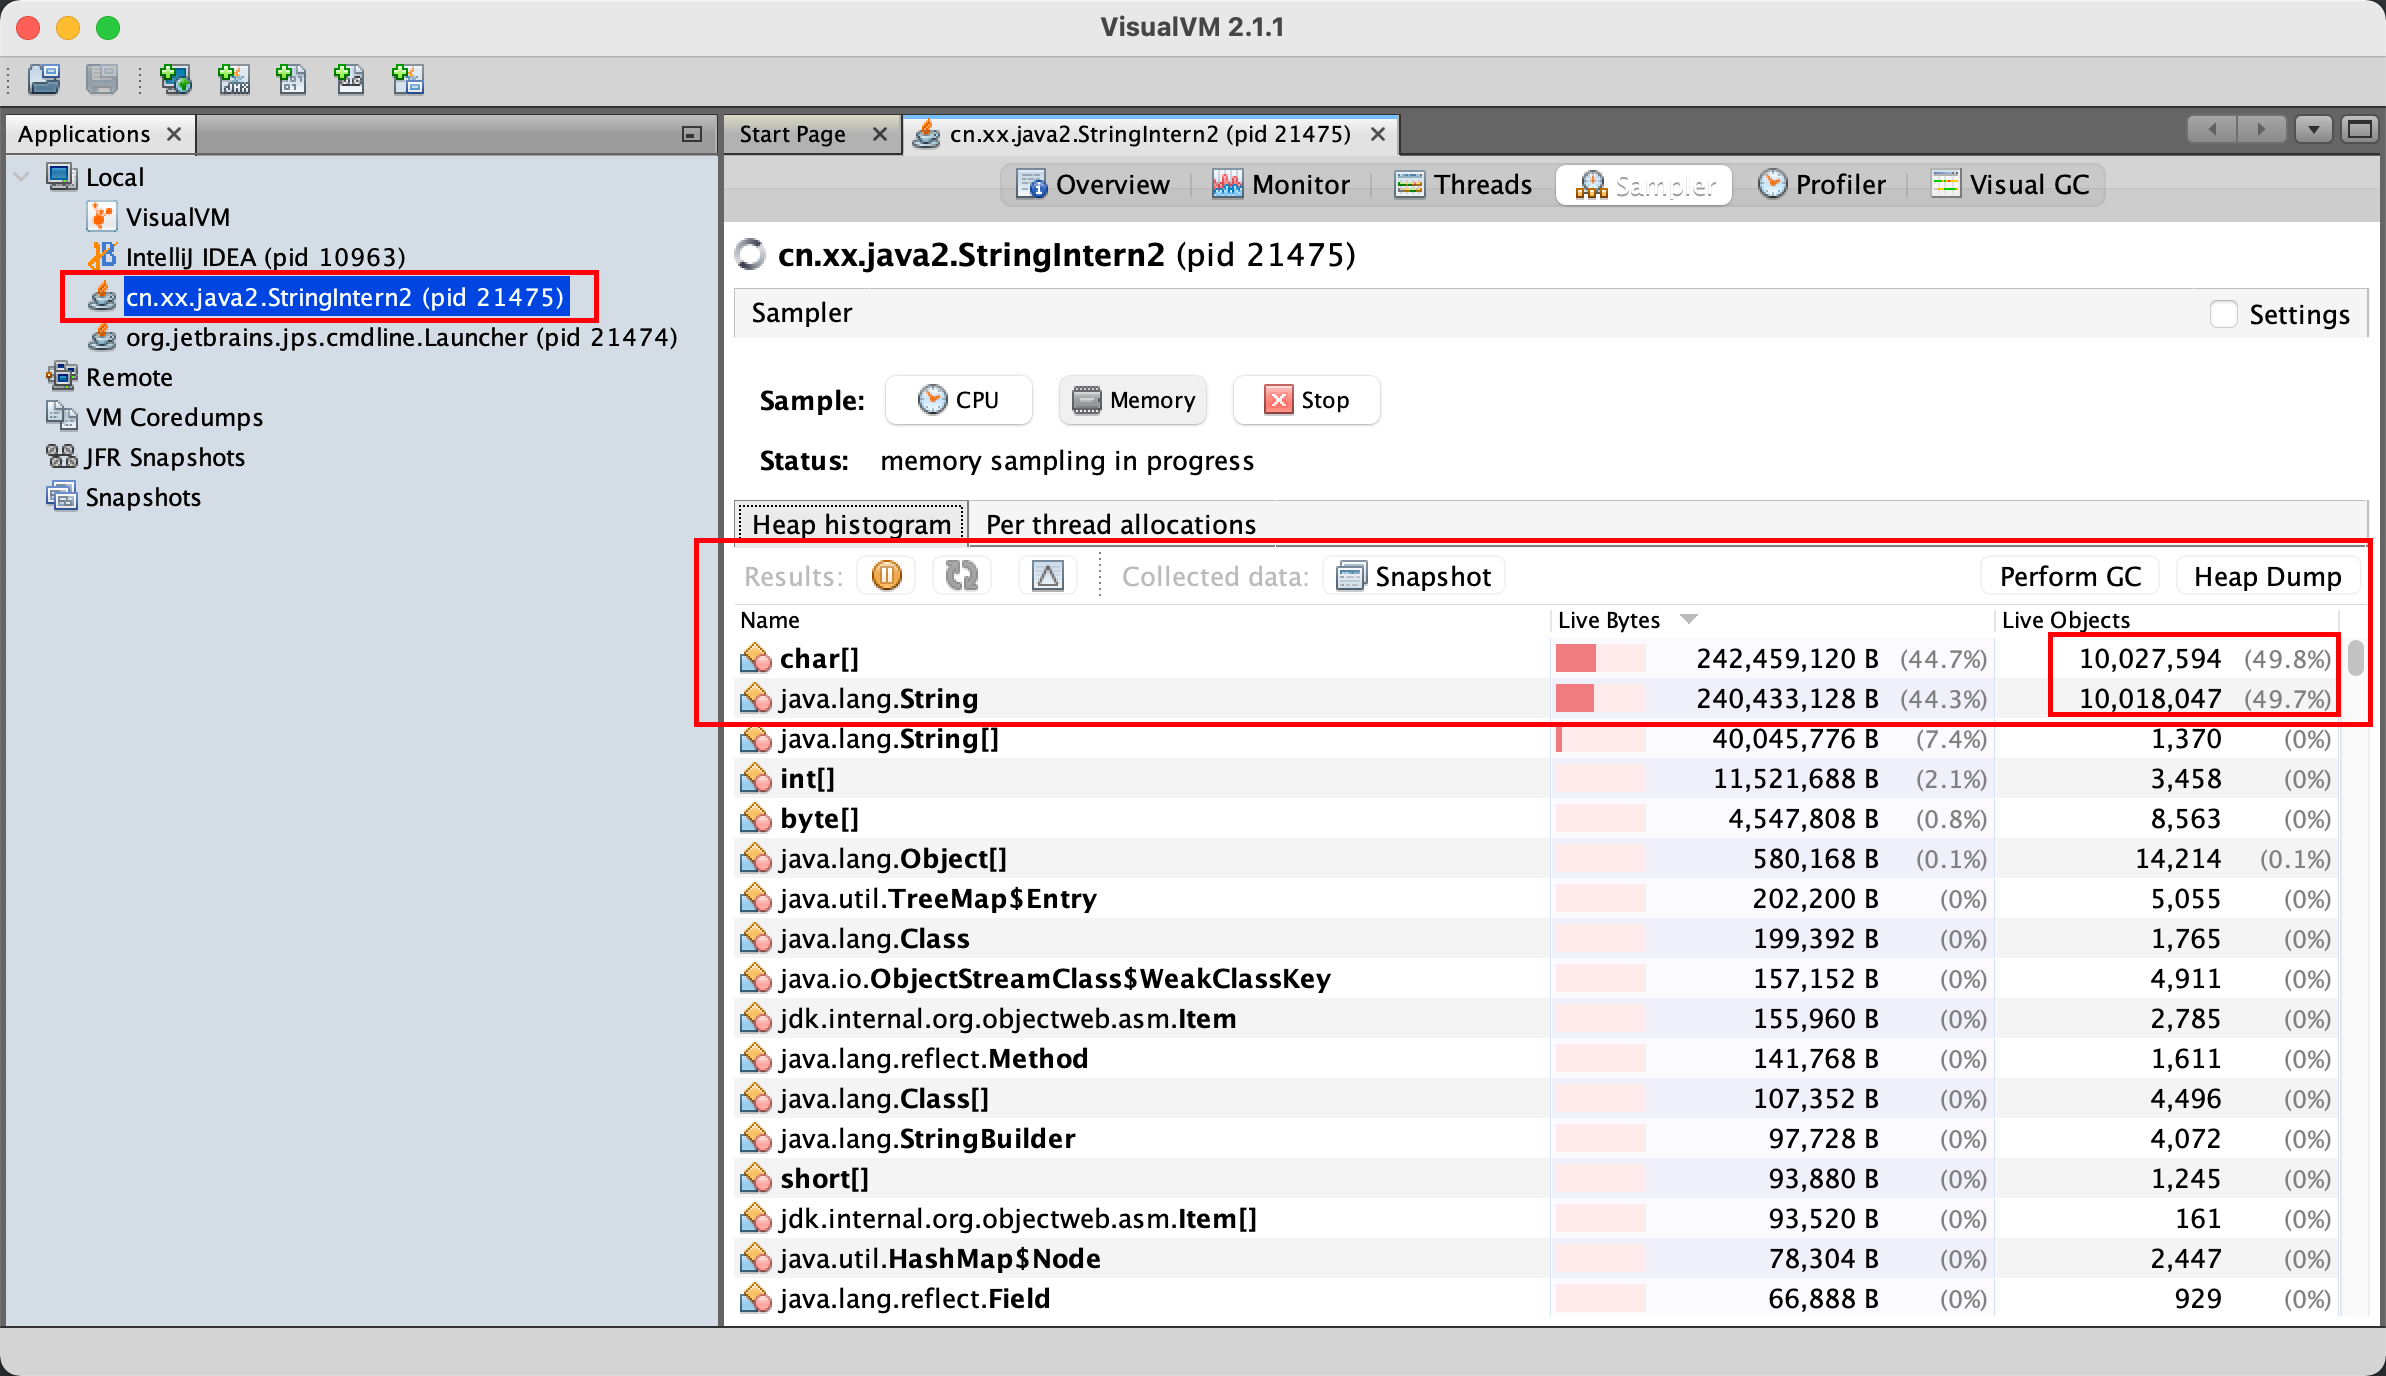 VisualVM 2.1.1
Applications
Local
VisualVM
IntelliJ IDEA (pid 10963)
cn.xx.java2.StringIntern2 (pid 21475)
org.jetbrains.jps.cmdline.Launcher (pid 21474)
Remote
VM Coredumps
JFR Snapshots
Snapshots
Start Page cn.xx.java2.StringIntern2 (pid 21475)
Overview Monitor Threads Sampler Profiler Visual GC
cn.xx.java2.StringIntern2 (pid 21475)
Sampler Settings
Sample: CPU Memory Stop
Status: memory sampling in progress
Heap histogram Per thread allocations
Results: Collected data: Snapshot Perform GC Heap Dump
Name Live Bytes Live Objects
char[] 242,459,120 B (44.7%) 10,027,594 (49.8%)
java.lang.String 240,433,128 B (44.3%) 10,018,047 (49.7%)
java.lang.String[] 40,045,776 B (7.4%) 1,370 (0%)
int[] 11,521,688 B (2.1%) 3,458 (0%)
byte[] 4,547,808 B (0.8%) 8,563 (0%)
java.lang.Object[] 580,168 B (0.1%) 14,214 (0.1%)
java.util.TreeMap$Entry 202,200 B (0%) 5,055 (0%)
java.lang.Class 199,392 B (0%) 1,765 (0%)
java.io.ObjectStreamClass$WeakClassKey 157,152 B (0%) 4,911 (0%)
jdk.internal.org.objectweb.asm.Item 155,960 B (0%) 2,785 (0%)
java.lang.reflect.Method 141,768 B (0%) 1,611 (0%)
java.lang.Class[] 107,352 B (0%) 4,496 (0%)
java.lang.StringBuilder 97,728 B (0%) 4,072 (0%)
short[] 93,880 B (0%) 1,245 (0%)
jdk.internal.org.objectweb.asm.Item[] 93,520 B (0%) 161 (0%)
java.util.HashMap$Node 78,304 B (0%) 2,447 (0%)
java.lang.reflect.Field 66,888 B (0%) 929 (0%)